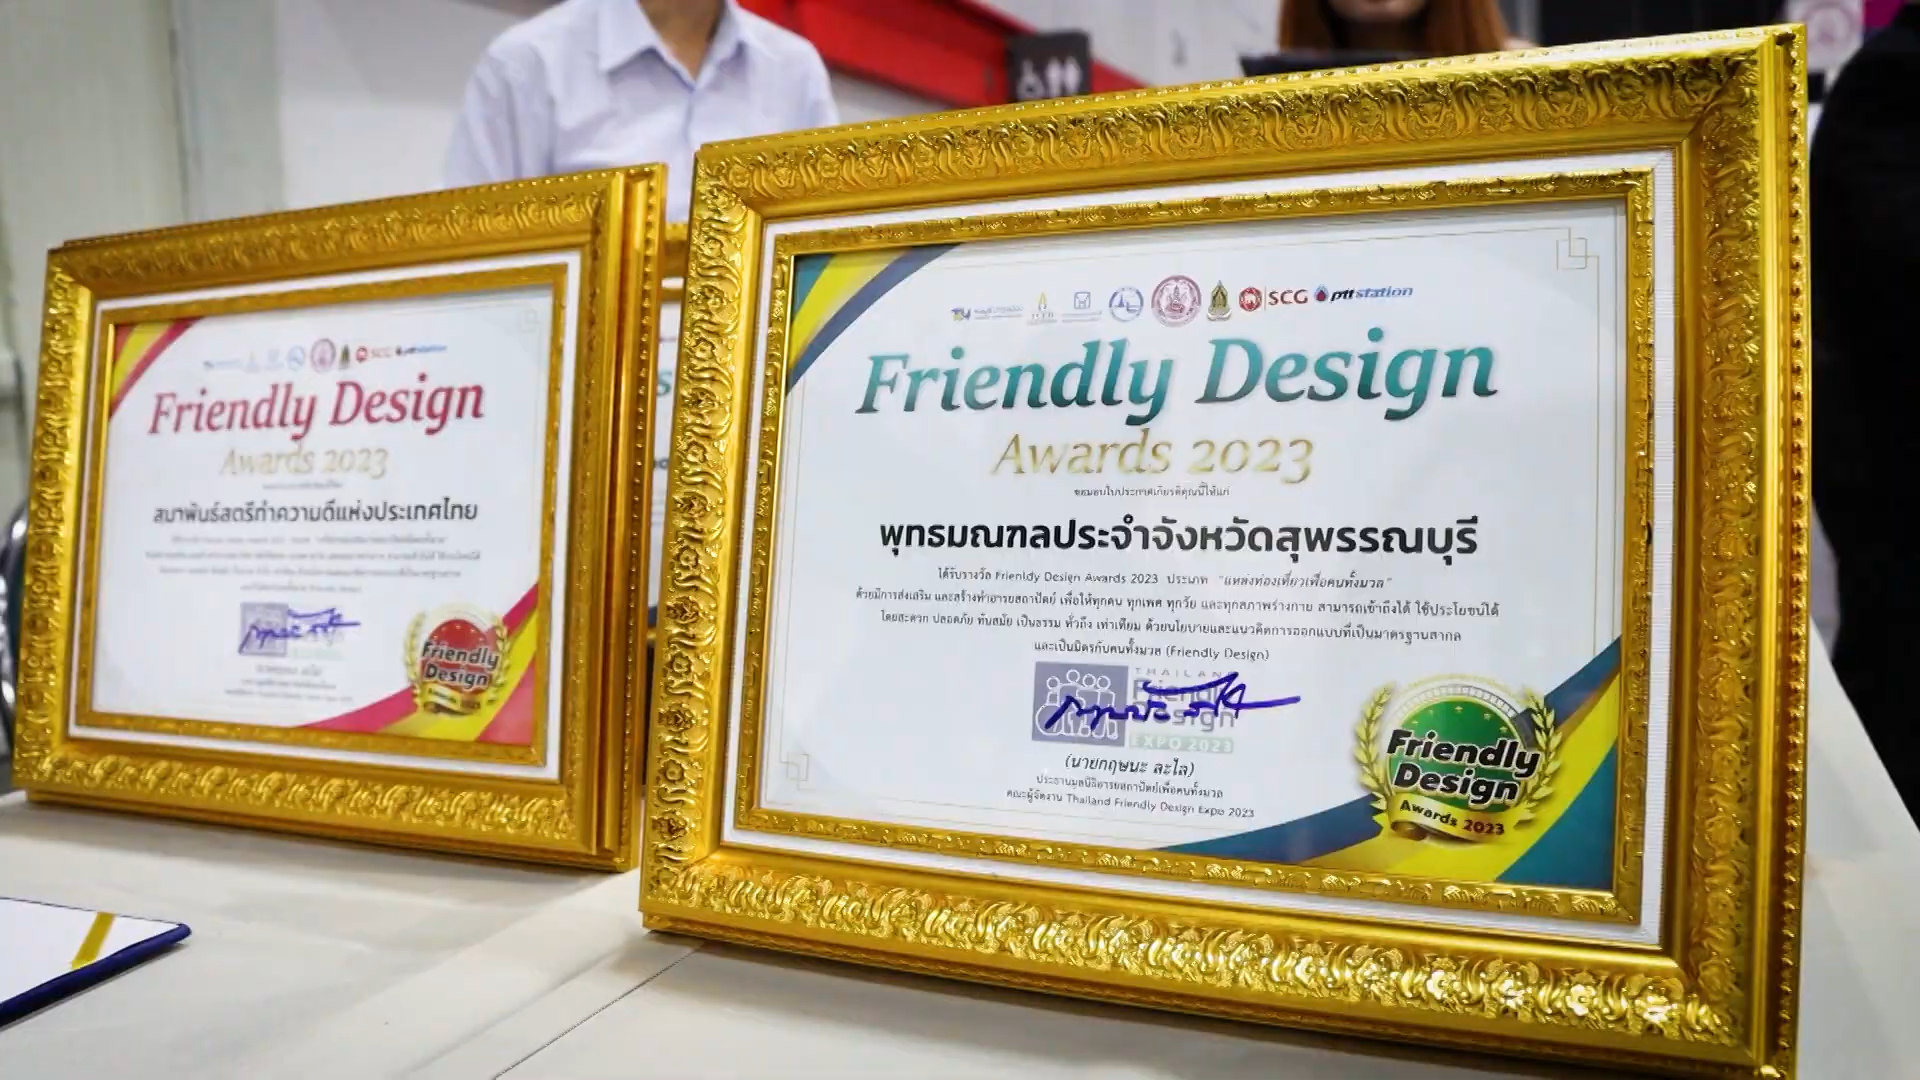 SCG pttstation
Friendly Design
Awards 2023
สมาพันธ์สตรีทำความดีแห่งประเทศไทย
Friendly
Design
Awards 2023
SCG pttstation
Friendly Design
Awards 2023
ขอมอบใบประกาศเกียรติคุณนี้ให้แก่
พุทธมณฑลประจำจังหวัดสุพรรณบุรี
ได้รับรางวัล Frienldy Design Awards 2023 ประเภท "แหล่งท่องเที่ยวเพื่อคนทั้งมวล"
ด้วยมีการส่งเสริม และสร้างทำอารยสถาปัตย์ เพื่อให้ทุกคน ทุกเพศ ทุกวัย และทุกสภาพร่างกาย สามารถเข้าถึงได้ ใช้ประโยชน์ได้
โดยสะดวก ปลอดภัย ทันสมัย เป็นธรรม ทั่วถึง เท่าเทียม ด้วยนโยบายและแนวคิดการออกแบบที่เป็นมาตรฐานสากล
และเป็นมิตรกับคนทั้งมวล (Friendly Design)
THAILAND
Friendly
Design
EXPO 2023
(นายกฤษนะ ละไล)
ประธานมูลนิธิอารยสถาปัตย์เพื่อคนทั้งมวล
คณะผู้จัดงาน Thailand Friendly Design Expo 2023
Friendly
Design
Awards 2023